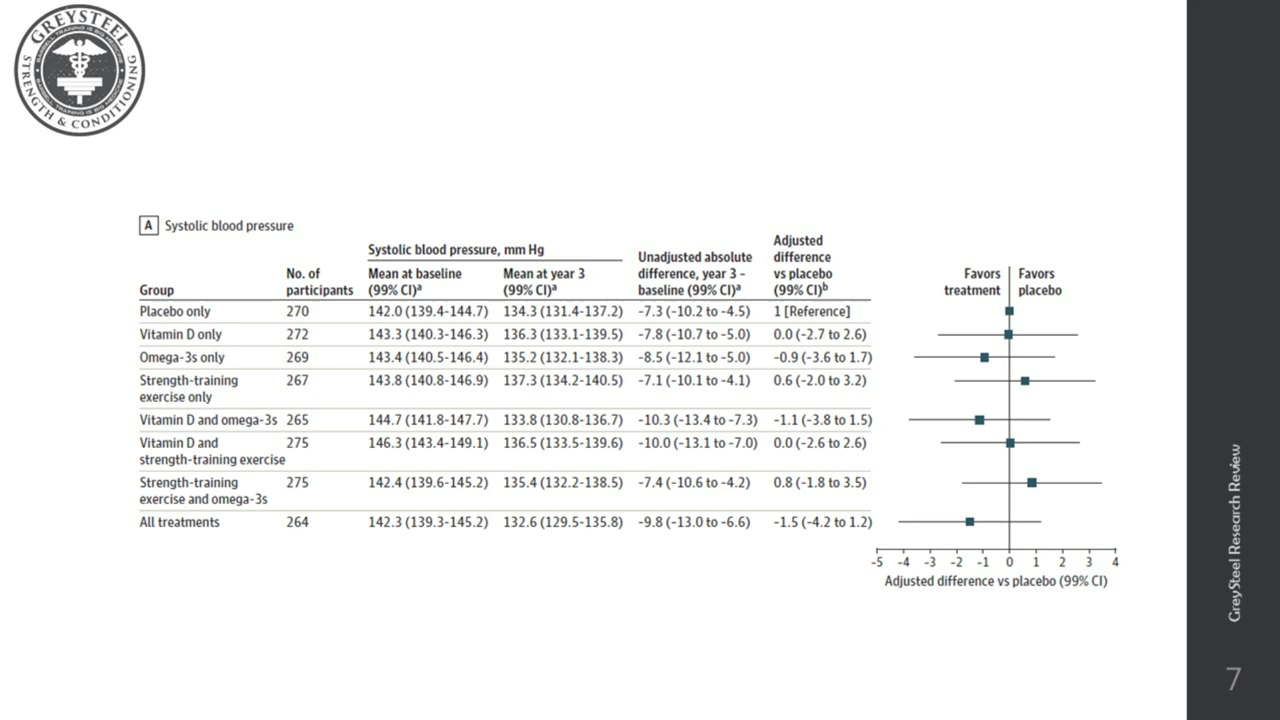 GREYSTEEL
BARBELL TRAINING IS BIG MEDICINE
STRENGTH & CONDITIONING
A Systolic blood pressure
Systolic blood pressure, mm Hg
Group
No. of
participants
Mean at baseline
(99% CI)a
Mean at year 3
(99% CI)a
Unadjusted absolute
difference, year 3 –
baseline (99% CI)a
Adjusted
difference
vs placebo
(99% CI)b
Favors
treatment
Favors
placebo
Placebo only 270 142.0 (139.4-144.7) 134.3 (131.4-137.2) -7.3 (-10.2 to -4.5) 1 [Reference]
Vitamin D only 272 143.3 (140.3-146.3) 136.3 (133.1-139.5) -7.8 (-10.7 to -5.0) 0.0 (-2.7 to 2.6)
Omega-3s only 269 143.4 (140.5-146.4) 135.2 (132.1-138.3) -8.5 (-12.1 to -5.0) -0.9 (-3.6 to 1.7)
Strength-training 267 143.8 (140.8-146.9) 137.3 (134.2-140.5) -7.1 (-10.1 to -4.1) 0.6 (-2.0 to 3.2)
exercise only
Vitamin D and omega-3s 265 144.7 (141.8-147.7) 133.8 (130.8-136.7) -10.3 (-13.4 to -7.3) -1.1 (-3.8 to 1.5)
Vitamin D and 275 146.3 (143.4-149.1) 136.5 (133.5-139.6) -10.0 (-13.1 to -7.0) 0.0 (-2.6 to 2.6)
strength-training exercise
Strength-training 275 142.4 (139.6-145.2) 135.4 (132.2-138.5) -7.4 (-10.6 to -4.2) 0.8 (-1.8 to 3.5)
exercise and omega-3s
All treatments 264 142.3 (139.3-145.2) 132.6 (129.5-135.8) -9.8 (-13.0 to -6.6) -1.5 (-4.2 to 1.2)
-5 -4 -3 -2 -1 0 1 2 3 4
Adjusted difference vs placebo (99% CI)
GreySteel Research Review
7